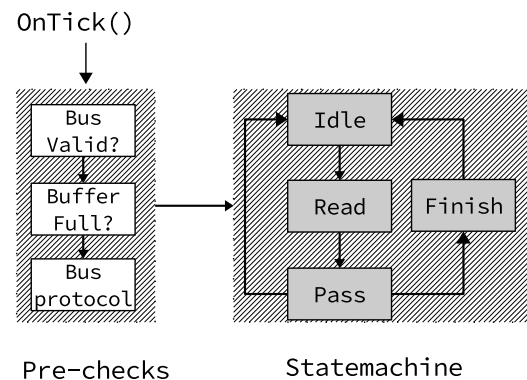 OnTick()
Bus
Valid?
Buffer
Full?
Bus
protocol
Idle
Read
Finish
Pass
Pre-checks
Statemachine